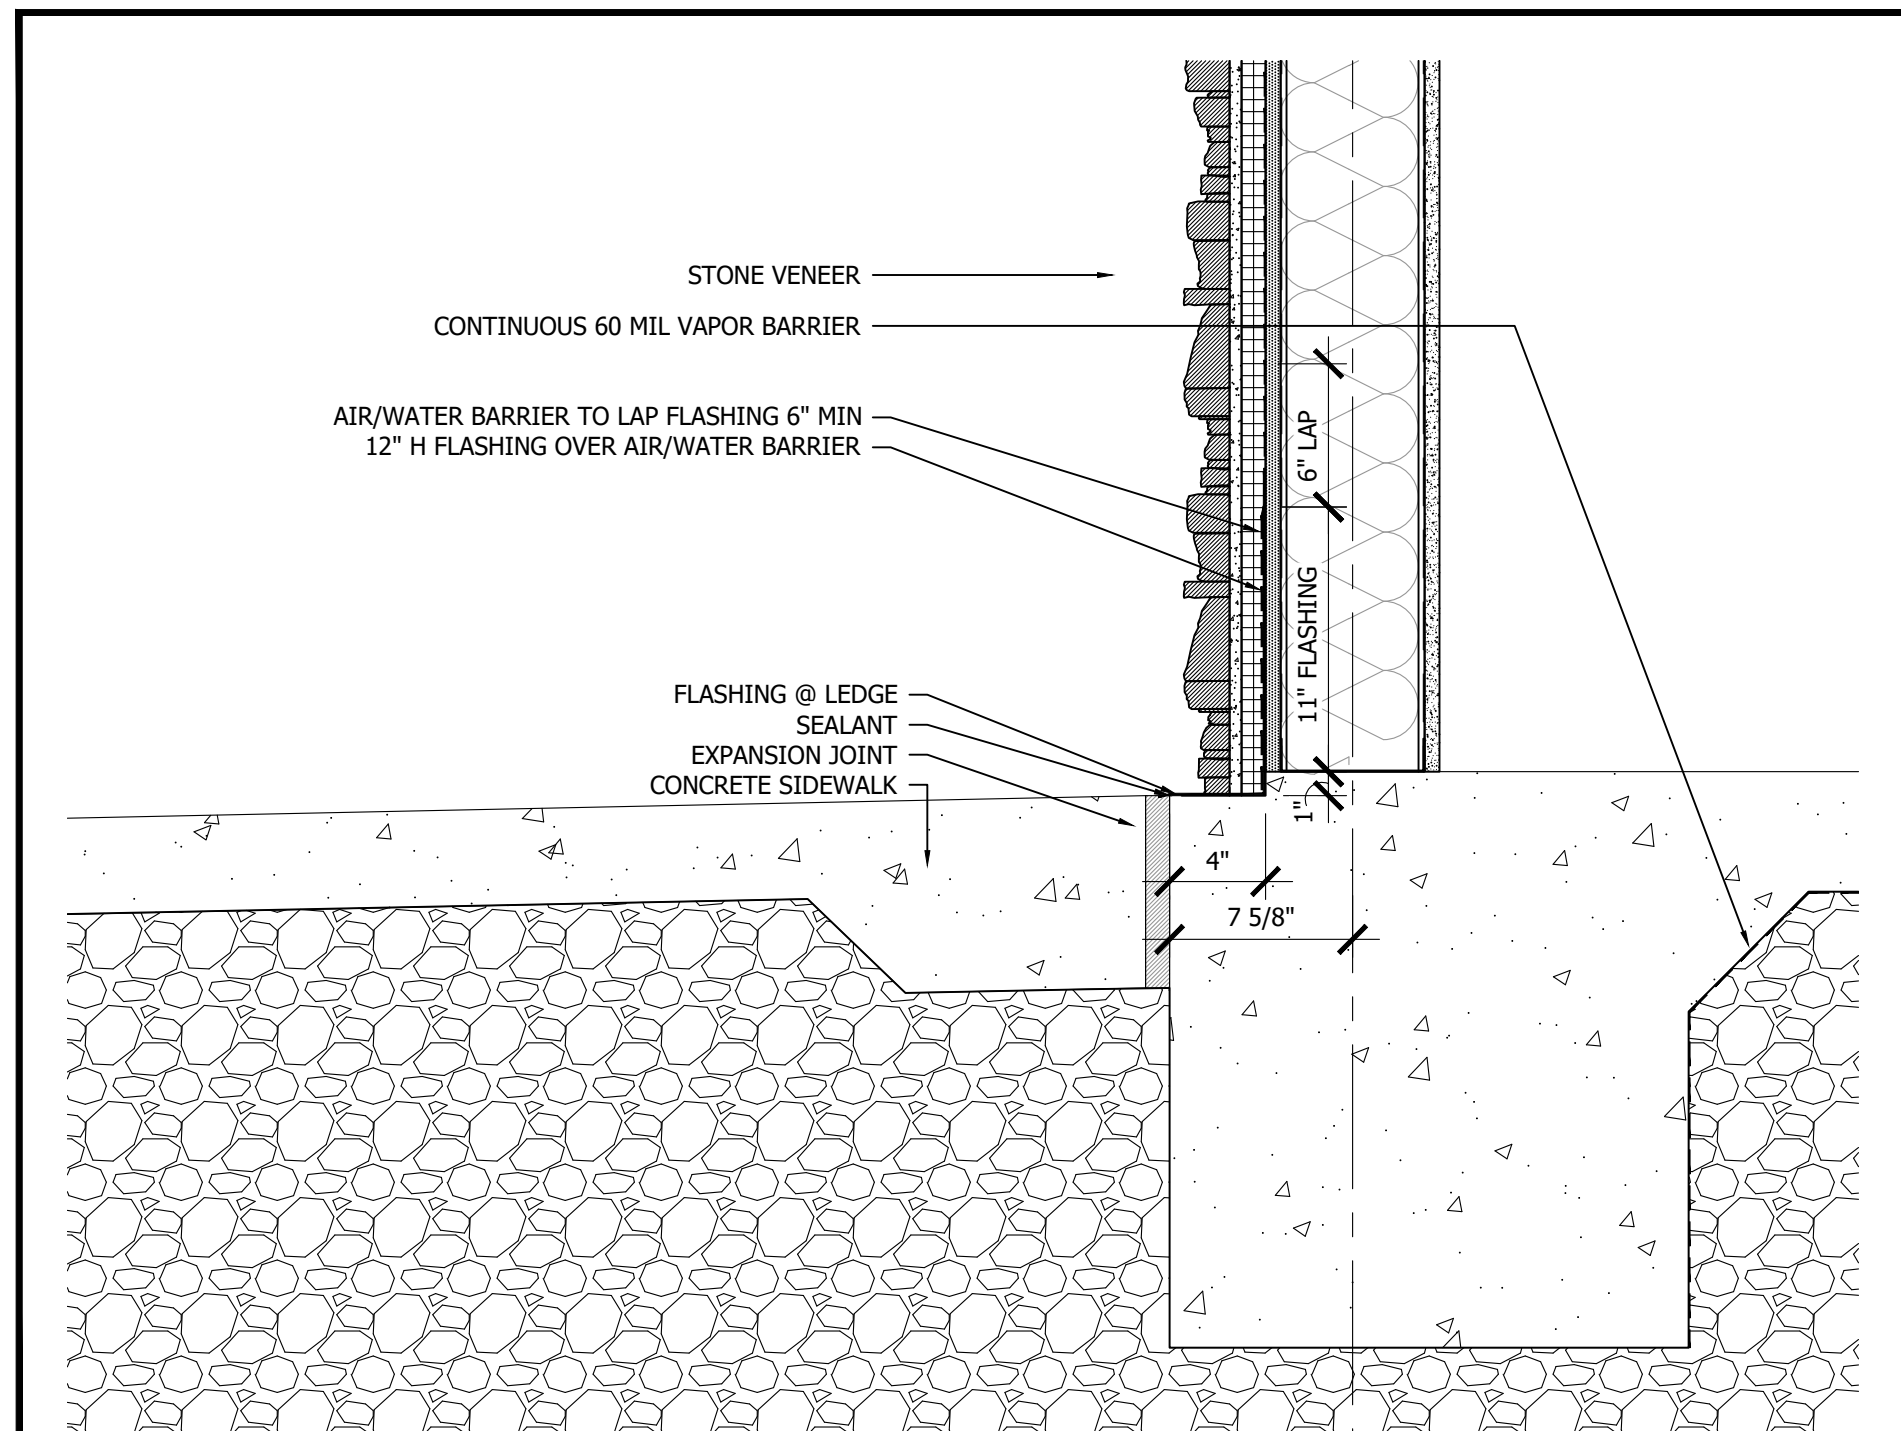 STONE VENEER
CONTINUOUS 60 MIL VAPOR BARRIER
AIR/WATER BARRIER TO LAP FLASHING 6" MIN
12" H FLASHING OVER AIR/WATER BARRIER
6" LAP
11" FLASHING
FLASHING @ LEDGE
SEALANT
EXPANSION JOINT
CONCRETE SIDEWALK
1"
4"
7 5/8"